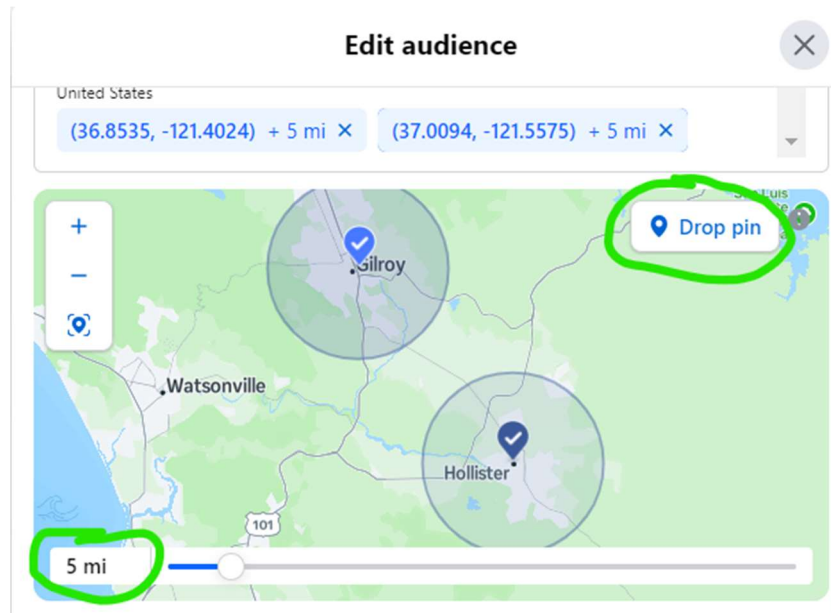 Edit audience
United States
(36.8535, -121.4024) + 5 mi ×
(37.0094, -121.5575) + 5 mi ×
Drop pin
Gilroy
Watsonville
Hollister
101
5 mi